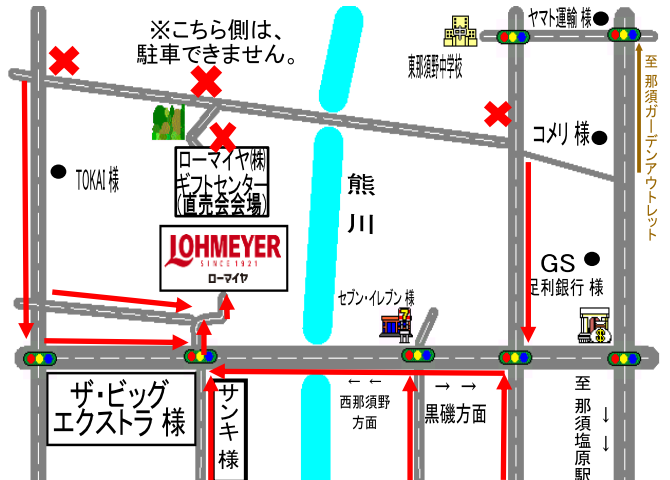 ※こちら側は、
駐車できません。
ヤマト運輸 様
東那須野中学校
至 那須ガーデンアウトレット
コメリ 様
TOKAI 様
ローマイヤ㈱
ギフトセンター
(直売会会場)
熊川
LOHMEYER
SINCE 1921
ローマイヤ
GS
足利銀行 様
セブン・イレブン 様
7
$
ザ・ビッグ
エクストラ 様
サンキ 様
← ←
西那須野
方面
→ →
黒磯方面
至 那須塩原駅
↓
↓